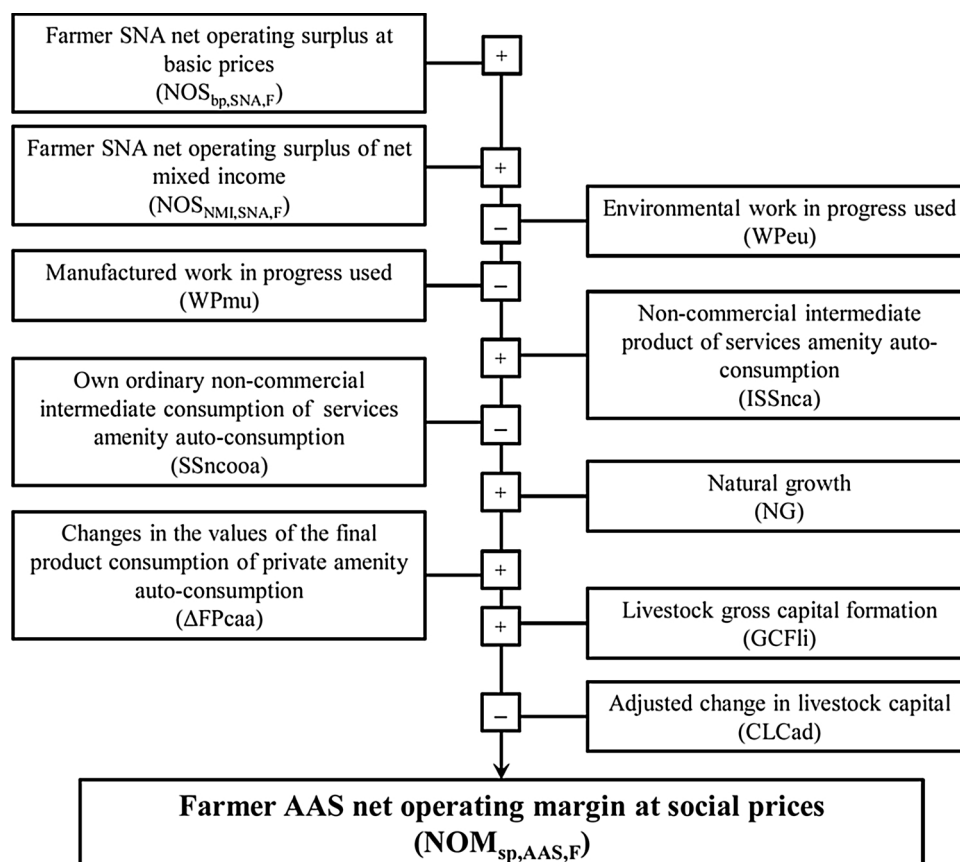 Farmer SNA net operating surplus at
basic prices
(NOSbp,SNA,F)
+
Farmer SNA net operating surplus of net
mixed income
(NOSNMI,SNA,F)
+
−
Environmental work in progress used
(WPeu)
Manufactured work in progress used
(WPmu)
−
+
Non-commercial intermediate
product of services amenity auto-
consumption
(ISSnca)
Own ordinary non-commercial
intermediate consumption of services
amenity auto-consumption
(SSncooa)
−
+
Natural growth
(NG)
Changes in the values of the final
product consumption of private amenity
auto-consumption
(ΔFPcaa)
+
+
Livestock gross capital formation
(GCFli)
−
Adjusted change in livestock capital
(CLCad)
Farmer AAS net operating margin at social prices
(NOMsp,AAS,F)